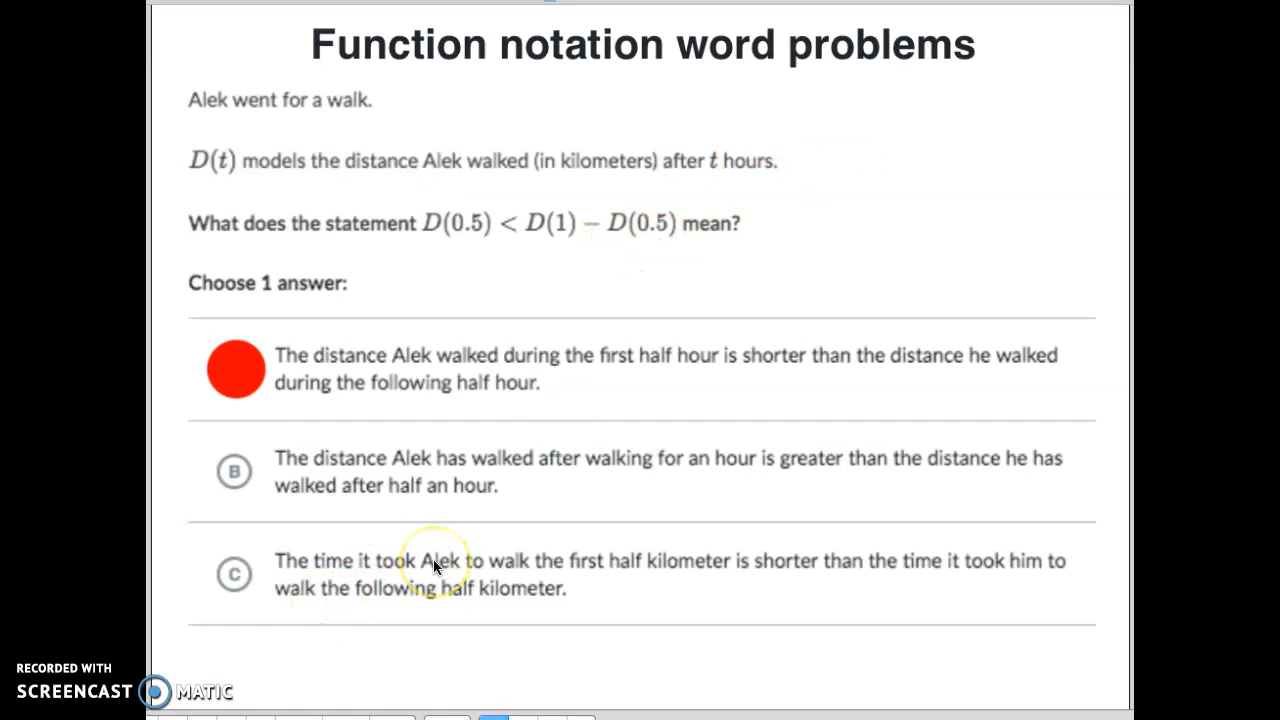 Function notation word problems
Alek went for a walk.
D(t) models the distance Alek walked (in kilometers) after t hours.
What does the statement D(0.5) < D(1) − D(0.5) mean?
Choose 1 answer:
The distance Alek walked during the first half hour is shorter than the distance he walked
during the following half hour.
B
The distance Alek has walked after walking for an hour is greater than the distance he has
walked after half an hour.
C
The time it took Alek to walk the first half kilometer is shorter than the time it took him to
walk the following half kilometer.
RECORDED WITH
SCREENCAST MATIC